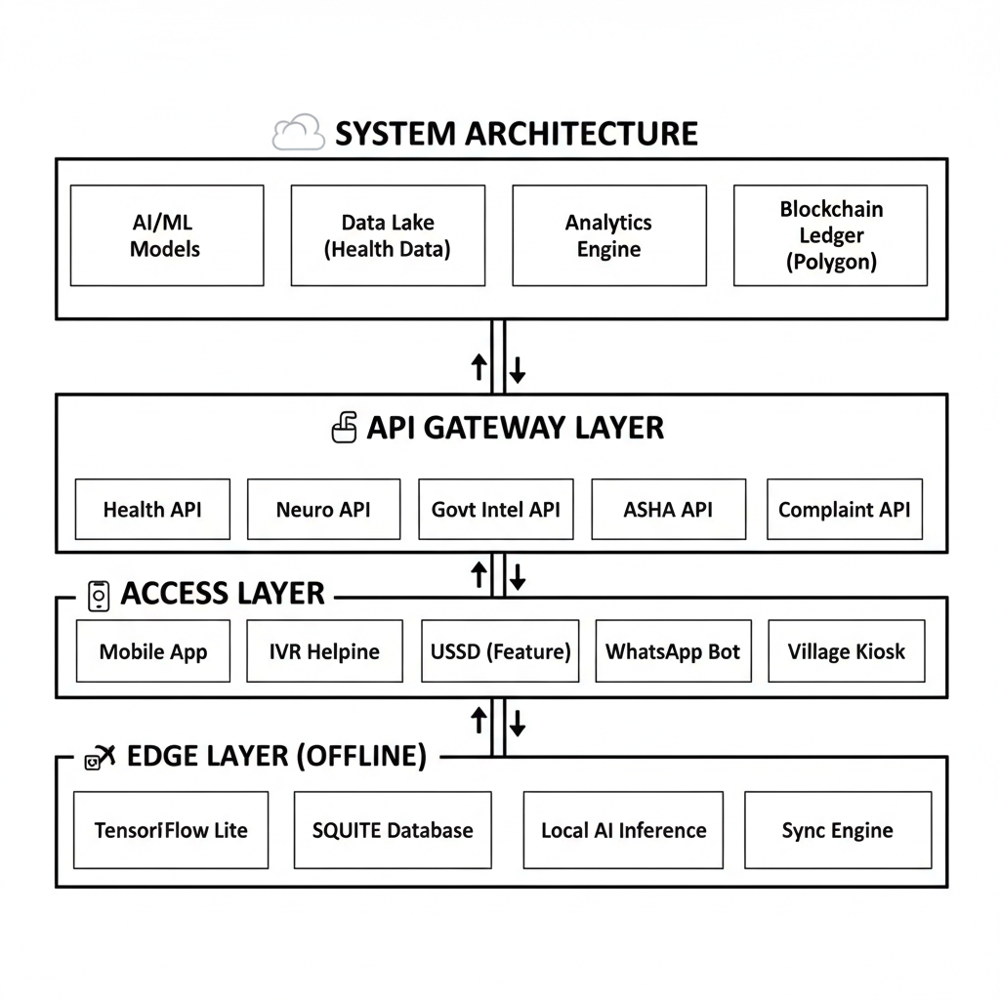 SYSTEM ARCHITECTURE
AI/ML
Models
Data Lake
(Health Data)
Analytics
Engine
Blockchain
Ledger
(Polygon)
API GATEWAY LAYER
Health API
Neuro API
Govt Intel API
ASHA API
Complaint API
ACCESS LAYER
Mobile App
IVR Helpine
USSD (Feature)
WhatsApp Bot
Village Kiosk
EDGE LAYER (OFFLINE)
TensoriFlow Lite
SQUITE Database
Local AI Inference
Sync Engine